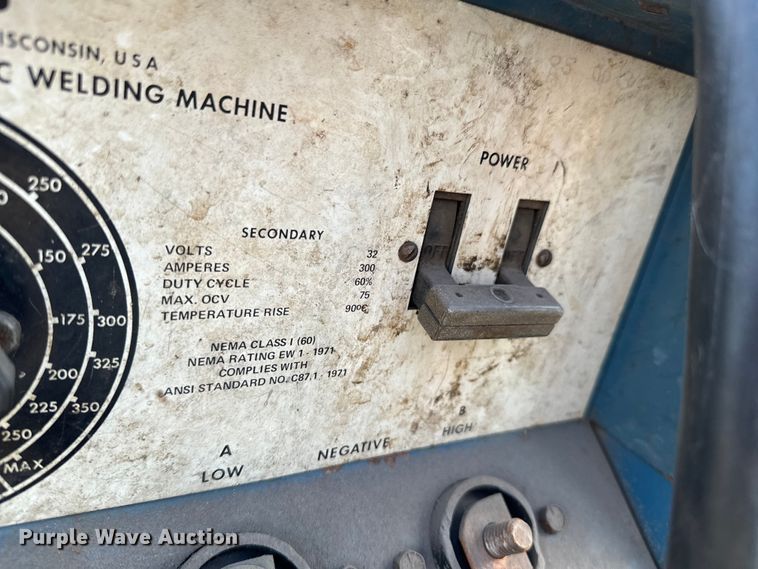 ISCONSIN, USA
C WELDING MACHINE
POWER
OFF
250
150 275
175 300
200 325
225 350
250
MAX
SECONDARY
VOLTS 32
AMPERES 300
DUTY CYCLE 60%
MAX. OCV 75
TEMPERATURE RISE 90°C
NEMA CLASS I (60)
NEMA RATING EW 1 - 1971
COMPLIES WITH
ANSI STANDARD NO. C87.1 - 1971
A
LOW
NEGATIVE
B
HIGH
Purple Wave Auction